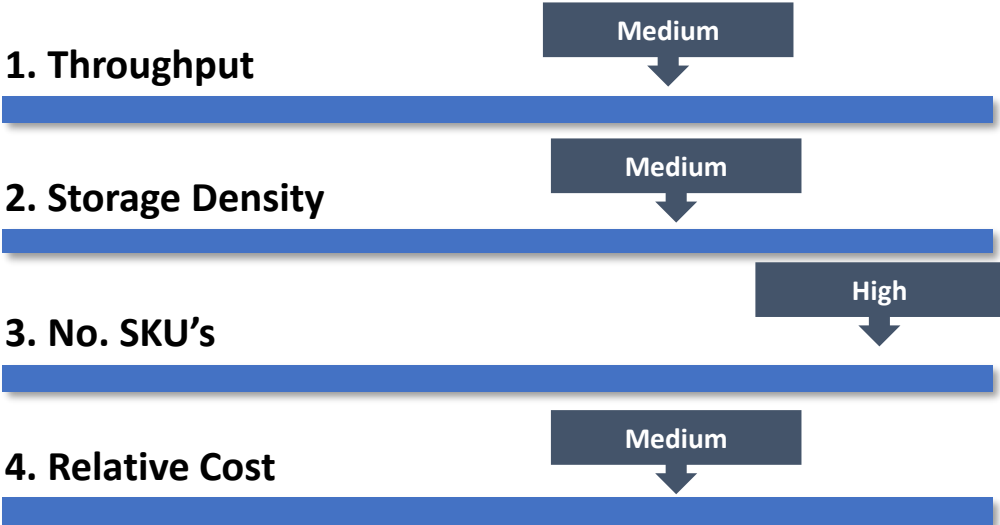 Medium
1. Throughput
Medium
2. Storage Density
High
3. No. SKU’s
Medium
4. Relative Cost